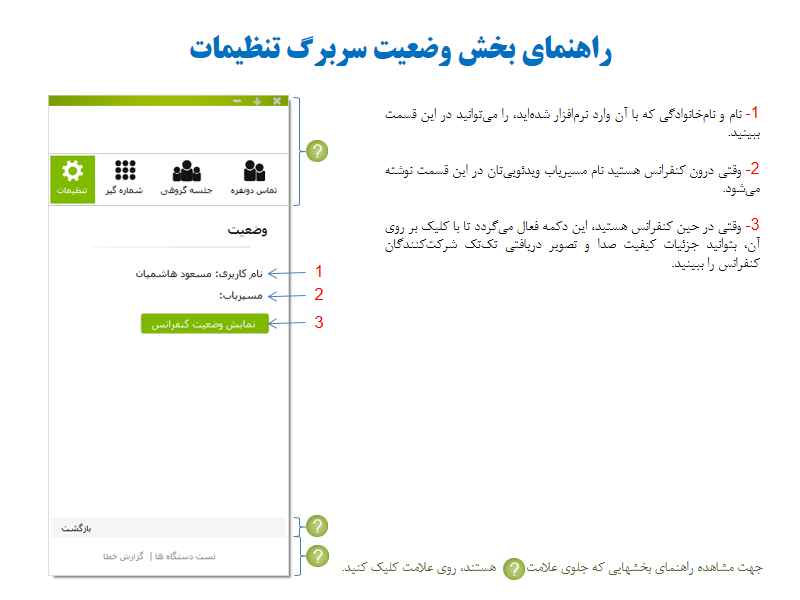 راهنمای بخش وضعیت سربرگ تنظیمات
1- نام و نام‌خانوادگی که با آن وارد نرم‌افزار شده‌اید، را می‌توانید در این قسمت
ببینید.
2- وقتی درون کنفرانس هستید نام مسیریاب ویدئویی‌تان در این قسمت نوشته
می‌شود.
3- وقتی در حین کنفرانس هستید، این دکمه فعال می‌گردد تا با کلیک بر روی
آن، بتوانید جزئیات کیفیت صدا و تصویر دریافتی تک‌تک شرکت‌کنندگان
کنفرانس را ببینید.
?
تماس دونفره
جلسه گروهی
شماره گیر
تنظیمات
وضعیت
نام کاربری: مسعود هاشمیان
1
مسیریاب:
2
نمایش وضعیت کنفرانس
3
بازگشت
?
تست دستگاه ها | گزارش خطا
?
جهت مشاهده راهنمای بخشهایی که جلوی علامت ? هستند، روی علامت کلیک کنید.